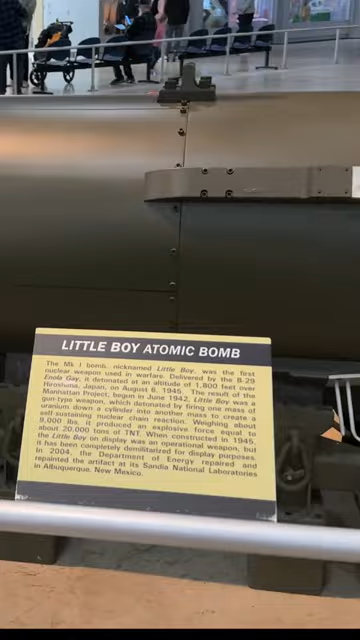 LITTLE BOY ATOMIC BOMB
The Mk I bomb, nicknamed Little Boy, was the first
nuclear weapon used in warfare. Delivered by the B-29
Enola Gay, it detonated at an altitude of 1,800 feet over
Hiroshima, Japan, on August 6, 1945. The result of the
Manhattan Project, begun in June 1942, Little Boy was a
gun-type weapon, which detonated by firing one mass of
uranium down a cylinder into another mass to create a
self-sustaining nuclear chain reaction. Weighing about
9,000 lbs, it produced an explosive force equal to
about 20,000 tons of TNT. When constructed in 1945,
the Little Boy on display was an operational weapon, but
it has been completely demilitarized for display purposes.
In 2004, the Department of Energy repaired and
repainted the artifact at its Sandia National Laboratories
in Albuquerque, New Mexico.